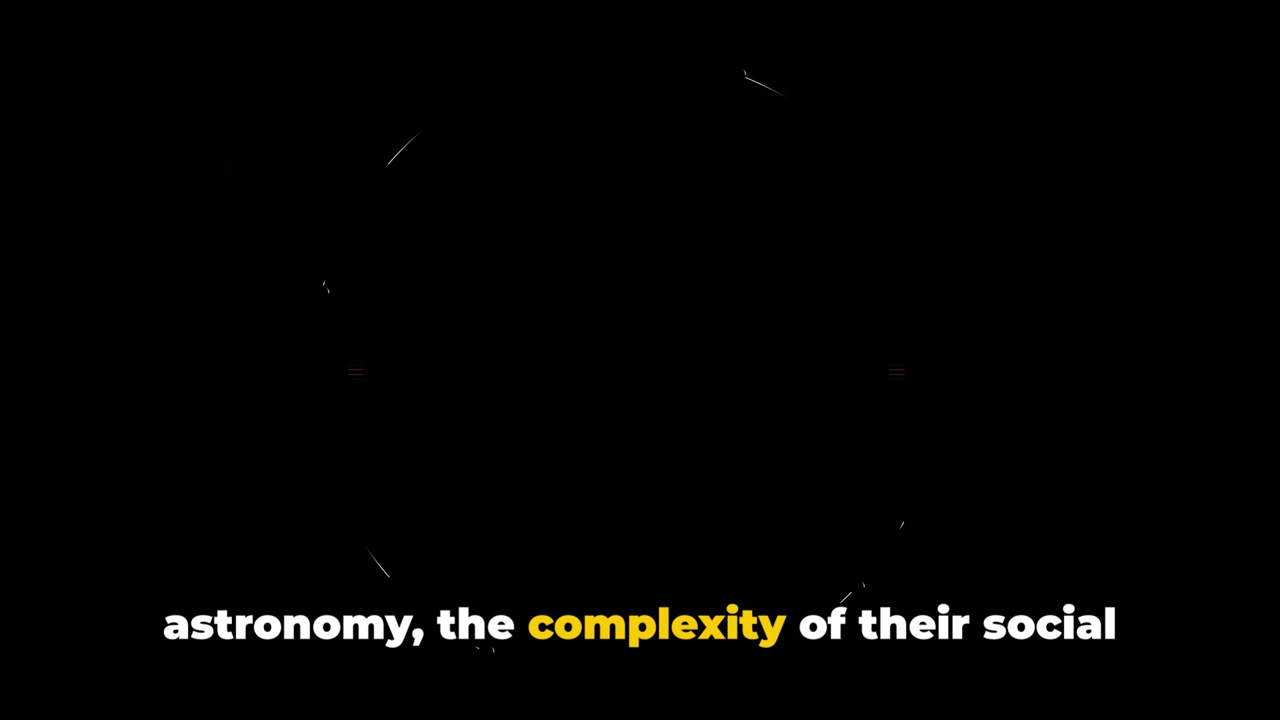 astronomy, the complexity of their social